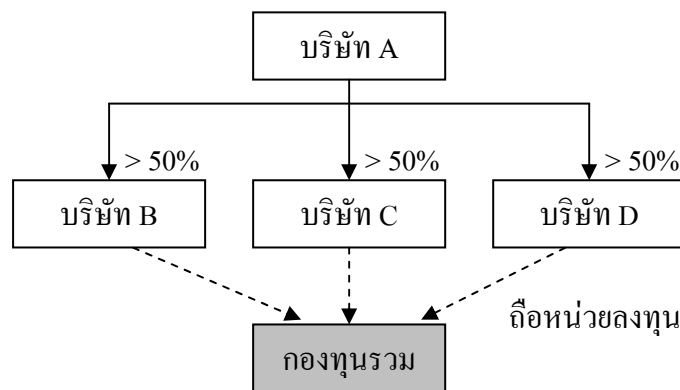 บริษัท A
> 50%
> 50%
> 50%
บริษัท B
บริษัท C
บริษัท D
ถือหน่วยลงทุน
กองทุนรวม